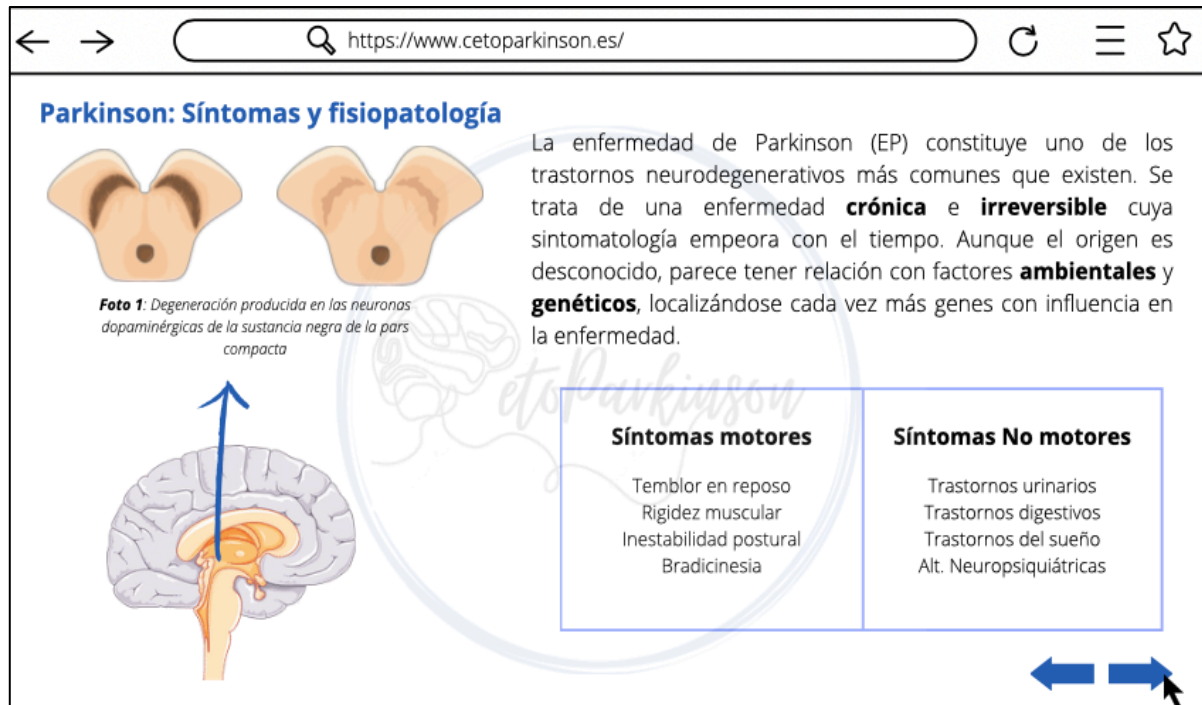 https://www.cetoparkinson.es/
Parkinson: Síntomas y fisiopatología
Foto 1: Degeneración producida en las neuronas
dopaminérgicas de la sustancia negra de la pars
compacta
La enfermedad de Parkinson (EP) constituye uno de los
trastornos neurodegenerativos más comunes que existen. Se
trata de una enfermedad crónica e irreversible cuya
sintomatología empeora con el tiempo. Aunque el origen es
desconocido, parece tener relación con factores ambientales y
genéticos, localizándose cada vez más genes con influencia en
la enfermedad.
etoParkinson
Síntomas motores
Temblor en reposo
Rigidez muscular
Inestabilidad postural
Bradicinesia
Síntomas No motores
Trastornos urinarios
Trastornos digestivos
Trastornos del sueño
Alt. Neuropsiquiátricas